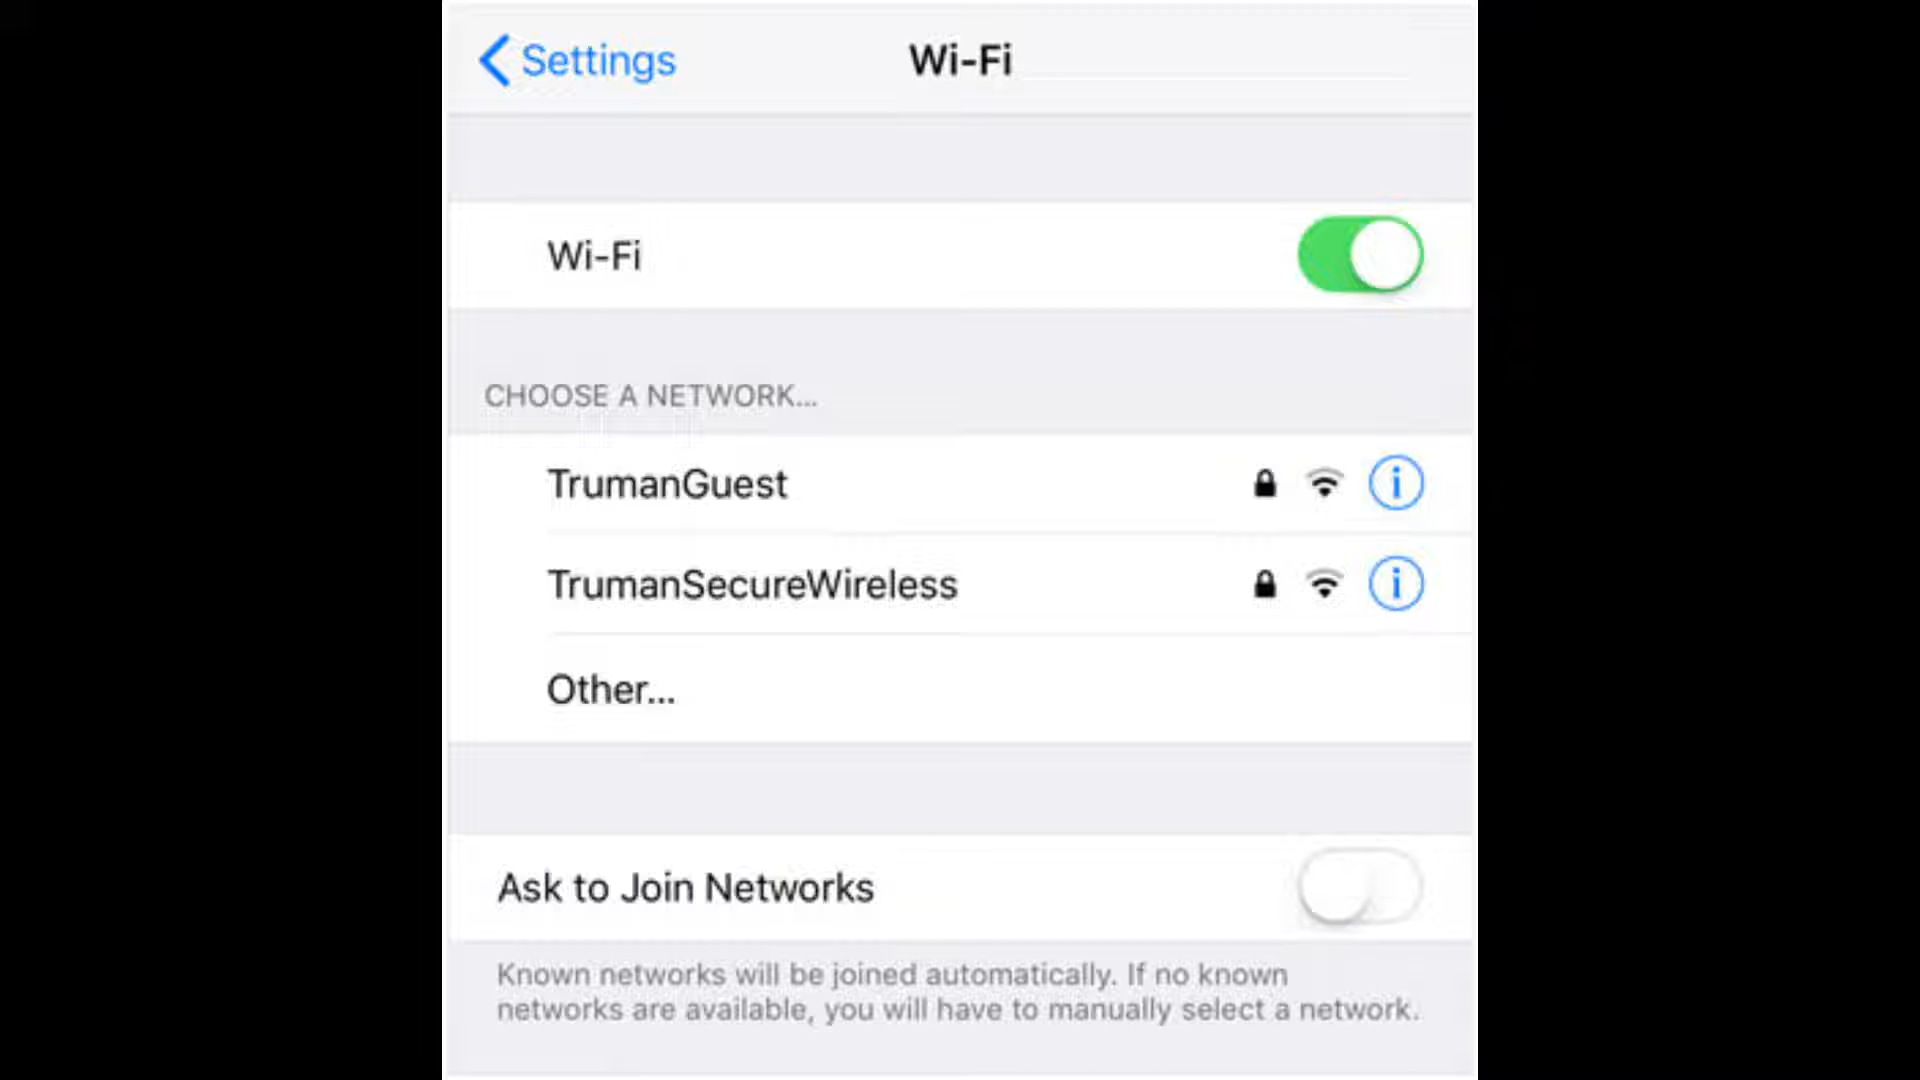 Settings
Wi-Fi
Wi-Fi
CHOOSE A NETWORK...
TrumanGuest
TrumanSecureWireless
Other...
Ask to Join Networks
Known networks will be joined automatically. If no known
networks are available, you will have to manually select a network.